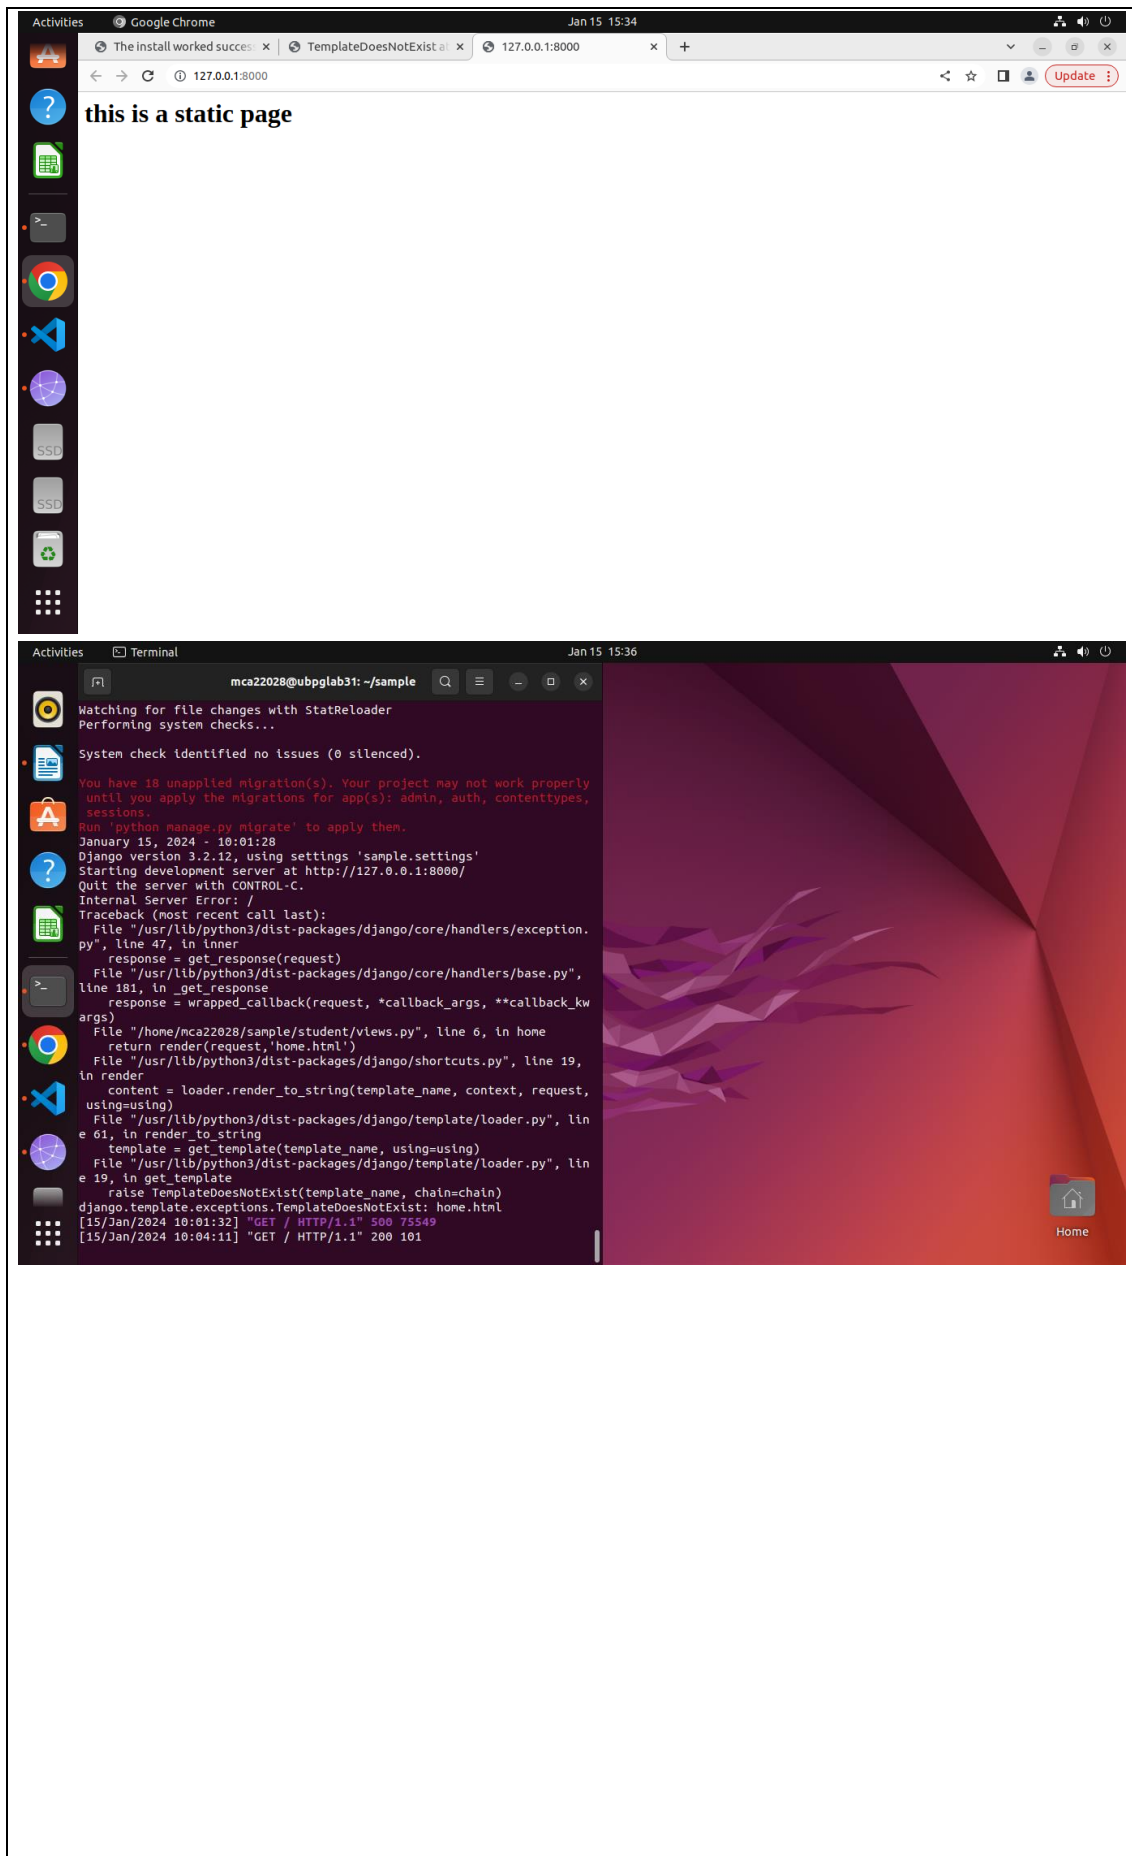 Activities Google Chrome Jan 15 15:34
The install worked succes TemplateDoesNotExist a 127.0.0.1:8000
127.0.0.1:8000 Update
this is a static page
SSD
SSD
Activities Terminal Jan 15 15:36
mca22028@ubpglab31: ~/sample
Watching for file changes with StatReloader
Performing system checks...
System check identified no issues (0 silenced).
You have 18 unapplied migration(s). Your project may not work properly
until you apply the migrations for app(s): admin, auth, contenttypes,
sessions.
Run 'python manage.py migrate' to apply them.
January 15, 2024 - 10:01:28
Django version 3.2.12, using settings 'sample.settings'
Starting development server at http://127.0.0.1:8000/
Quit the server with CONTROL-C.
Internal Server Error: /
Traceback (most recent call last):
File "/usr/lib/python3/dist-packages/django/core/handlers/exception.
py", line 47, in inner
response = get_response(request)
File "/usr/lib/python3/dist-packages/django/core/handlers/base.py",
line 181, in _get_response
response = wrapped_callback(request, *callback_args, **callback_kw
args)
File "/home/mca22028/sample/student/views.py", line 6, in home
return render(request,'home.html')
File "/usr/lib/python3/dist-packages/django/shortcuts.py", line 19,
in render
content = loader.render_to_string(template_name, context, request,
using=using)
File "/usr/lib/python3/dist-packages/django/template/loader.py", lin
e 61, in render_to_string
template = get_template(template_name, using=using)
File "/usr/lib/python3/dist-packages/django/template/loader.py", lin
e 19, in get_template
raise TemplateDoesNotExist(template_name, chain=chain)
django.template.exceptions.TemplateDoesNotExist: home.html
[15/Jan/2024 10:01:32] "GET / HTTP/1.1" 500 75549
[15/Jan/2024 10:04:11] "GET / HTTP/1.1" 200 101
Home